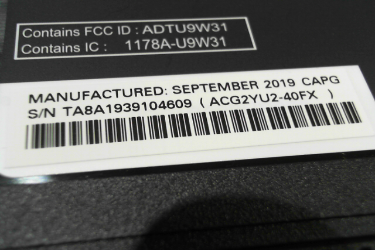 Contains FCC ID : ADTU9W31
Contains IC : 1178A-U9W31
MANUFACTURED: SEPTEMBER 2019 CAPG
S/N TA8A1939104609 ( ACG2YU2-40FX )